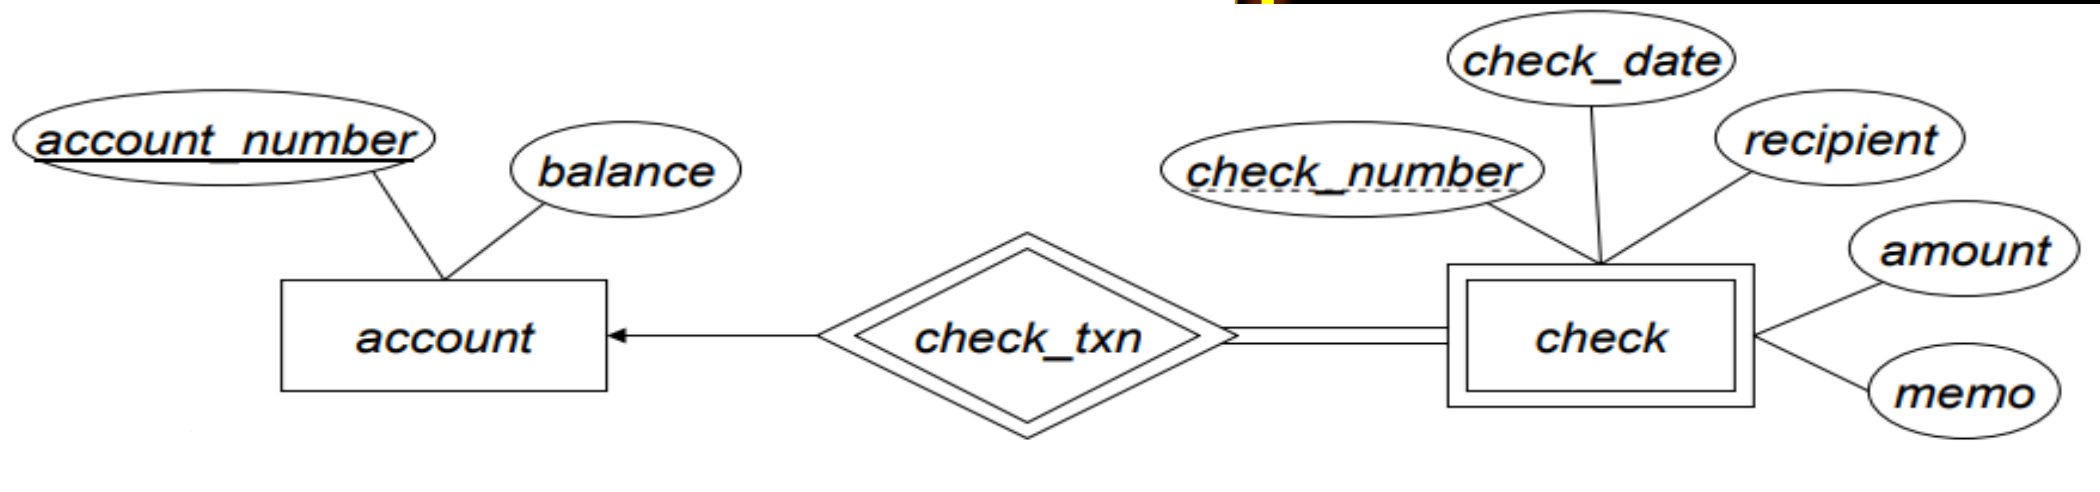 check_date
account_number
balance
check_number
recipient
amount
account
check_txn
check
memo